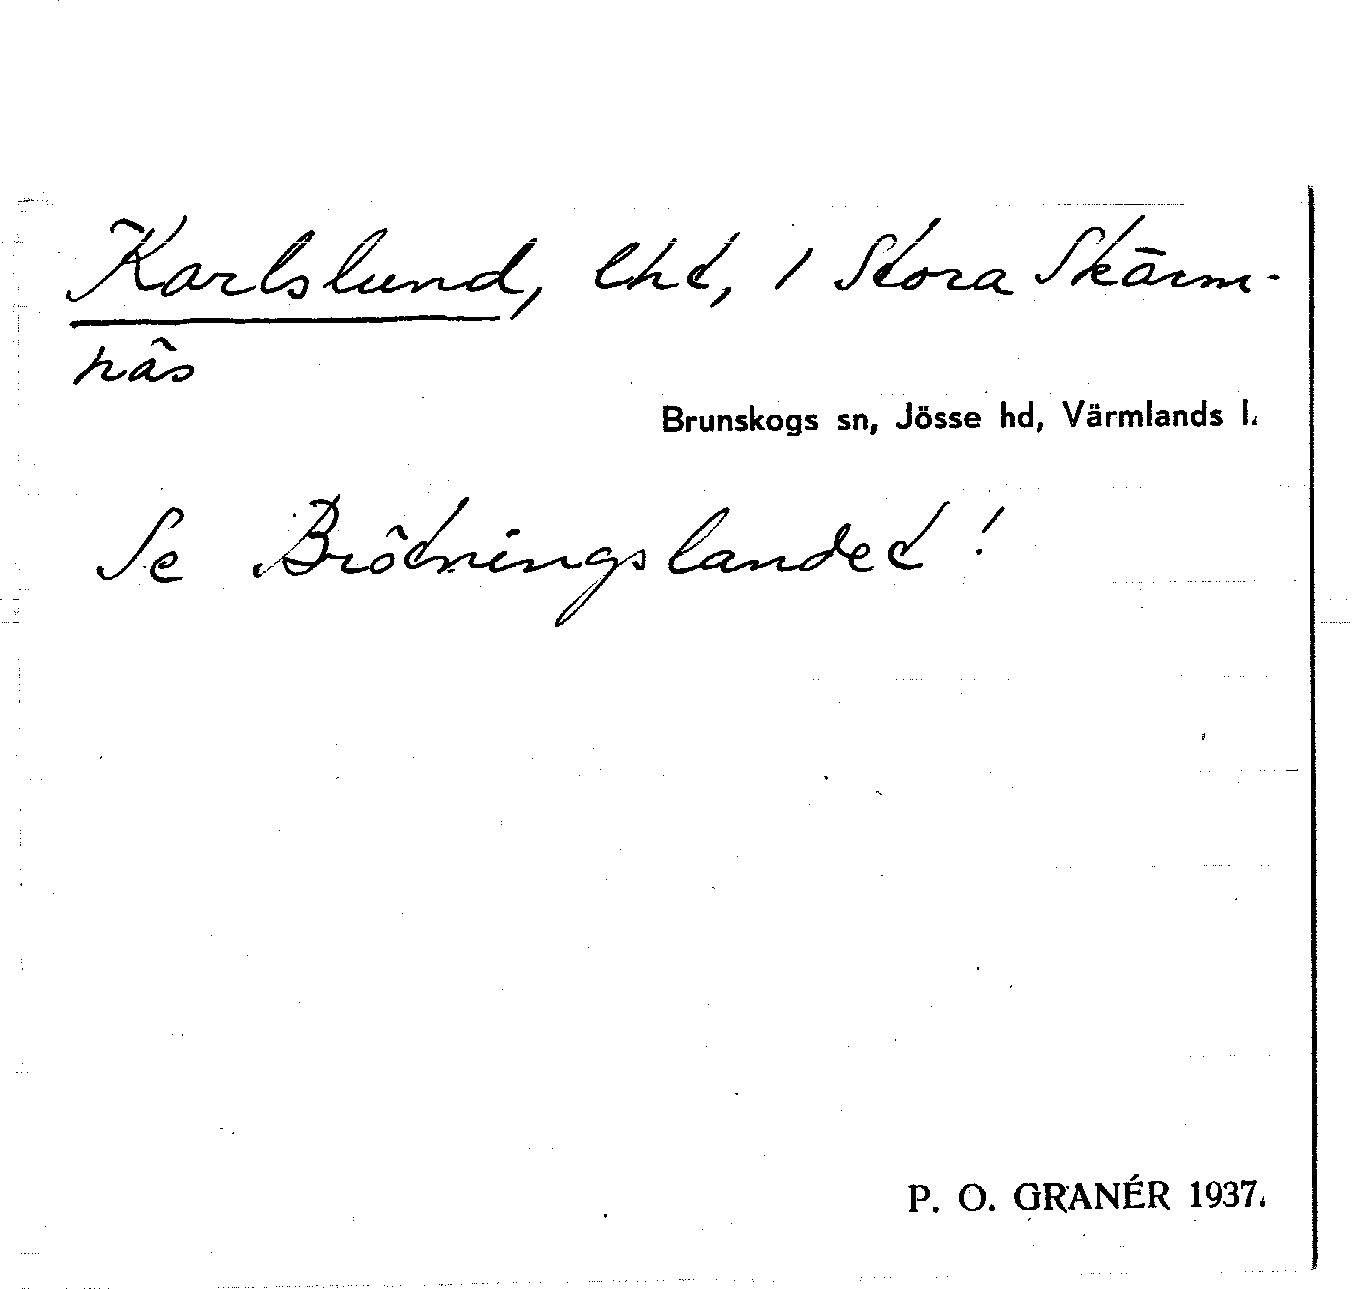 Karlslund, lht, i Stora Skärm-
näs
Brunskogs sn, Jösse hd, Värmlands l.
Se Brötningslandet!
P. O. GRANÉR 1937.